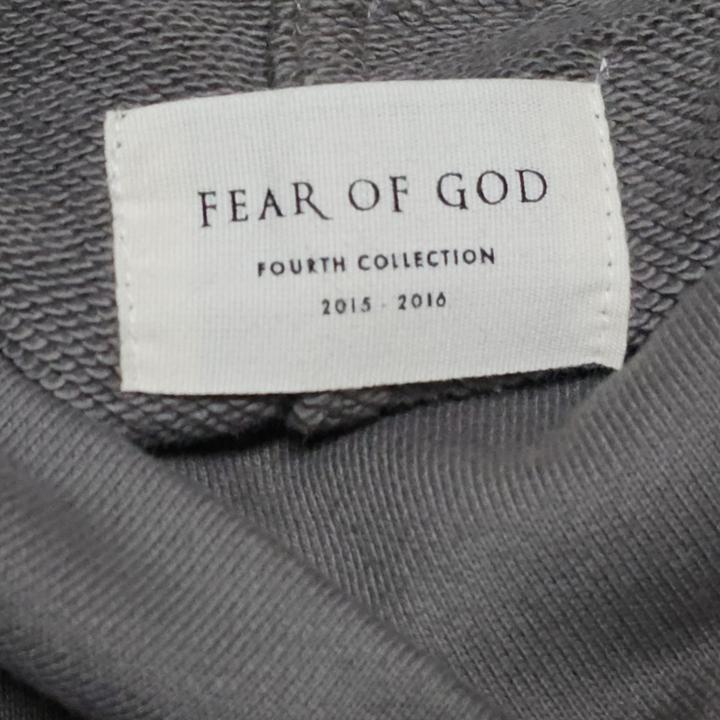 FEAR OF GOD
FOURTH COLLECTION
2015 - 2016